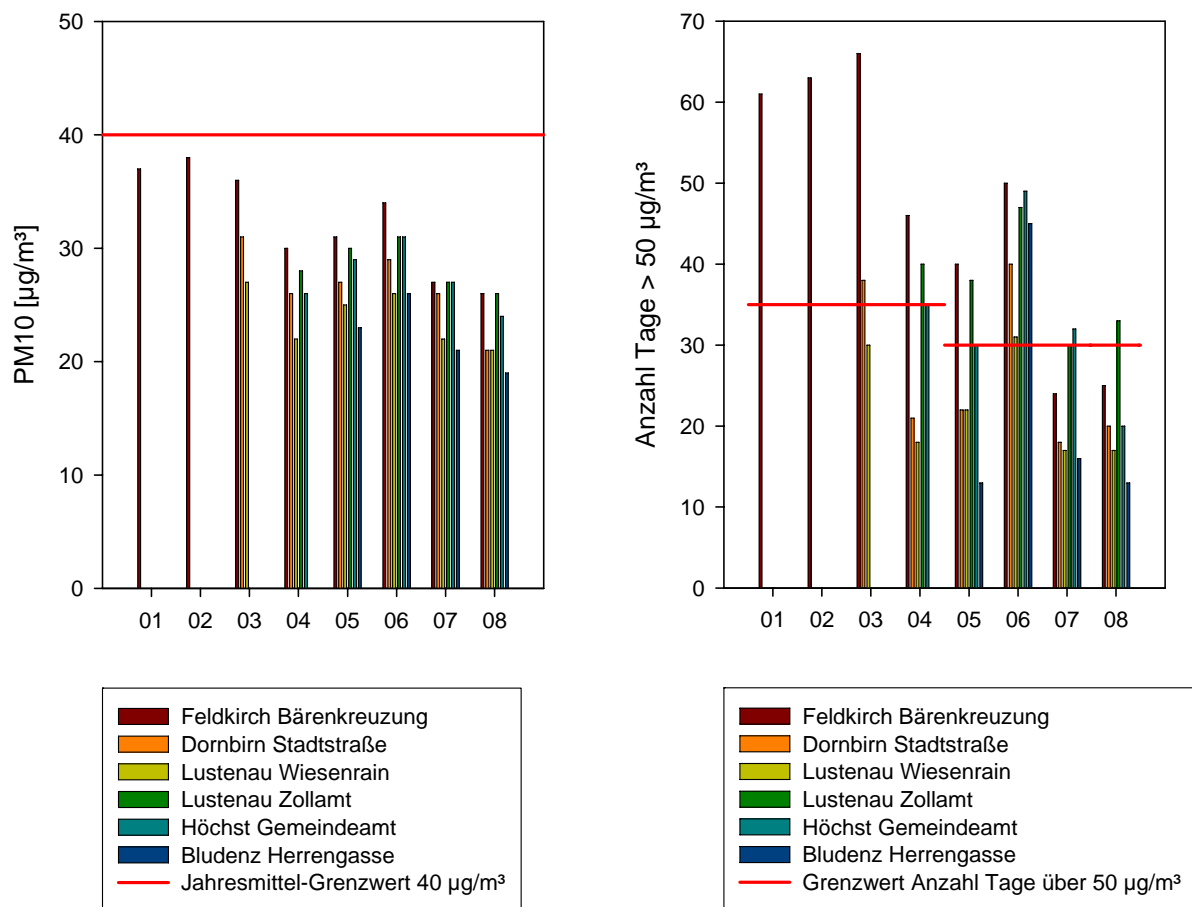 PM10 [µg/m³]
50
40
30
20
10
0
01 02 03 04 05 06 07 08
Feldkirch Bärenkreuzung
Dornbirn Stadtstraße
Lustenau Wiesenrain
Lustenau Zollamt
Höchst Gemeindeamt
Bludenz Herrengasse
Jahresmittel-Grenzwert 40 µg/m³
Anzahl Tage > 50 µg/m³
70
60
50
40
30
20
10
0
01 02 03 04 05 06 07 08
Feldkirch Bärenkreuzung
Dornbirn Stadtstraße
Lustenau Wiesenrain
Lustenau Zollamt
Höchst Gemeindeamt
Bludenz Herrengasse
Grenzwert Anzahl Tage über 50 µg/m³